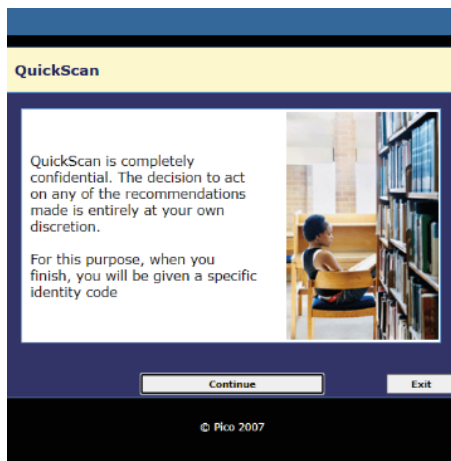 QuickScan
QuickScan is completely
confidential. The decision to act
on any of the recommendations
made is entirely at your own
discretion.
For this purpose, when you
finish, you will be given a specific
identity code
Continue
Exit
© Pico 2007